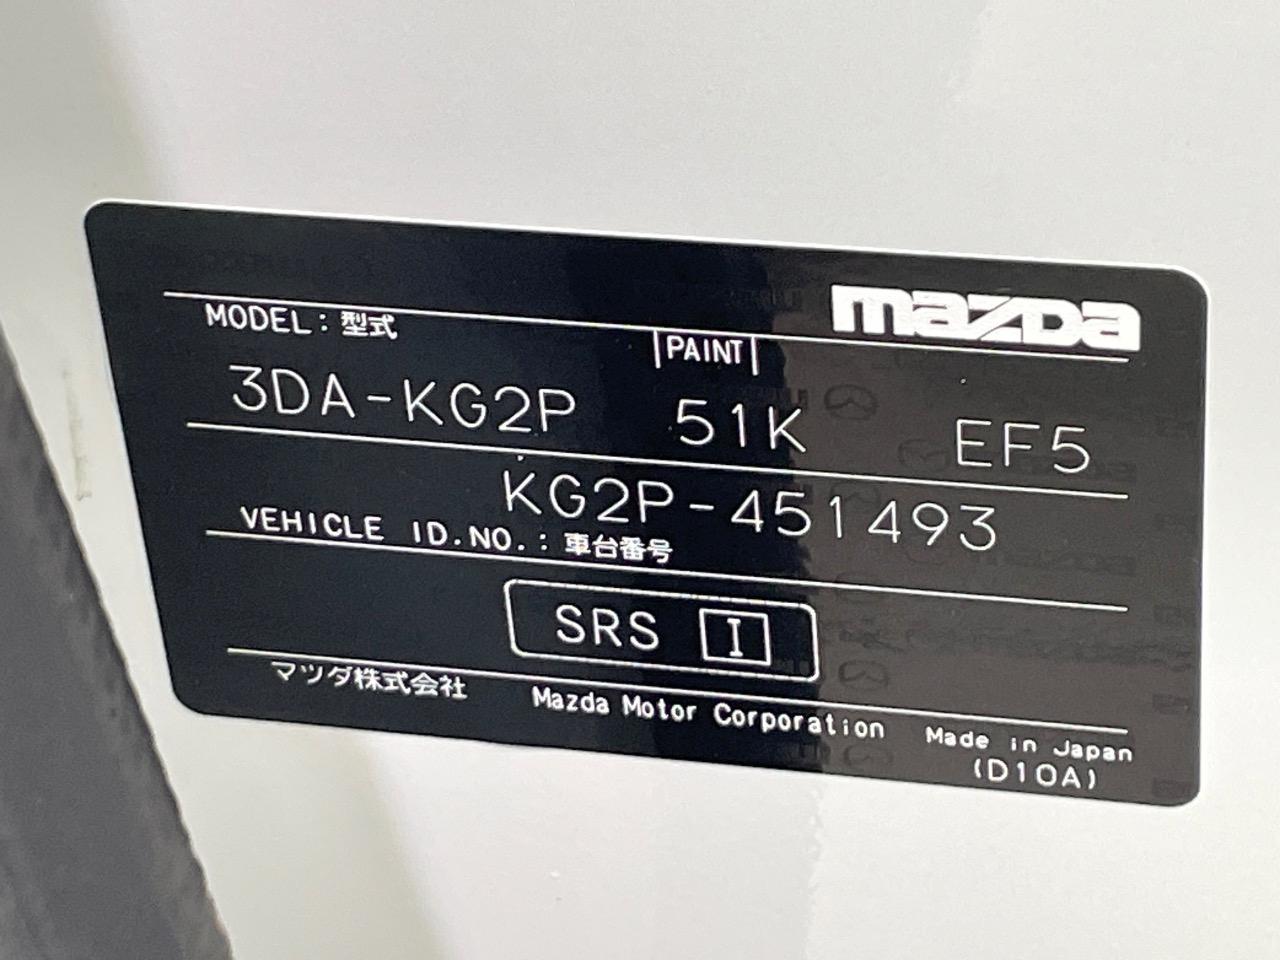 mazda
MODEL：型式 PAINT
3DA-KG2P 51K EF5
KG2P-451493
VEHICLE ID.NO.：車台番号
SRS I
マツダ株式会社 Mazda Motor Corporation Made in Japan
(D10A)